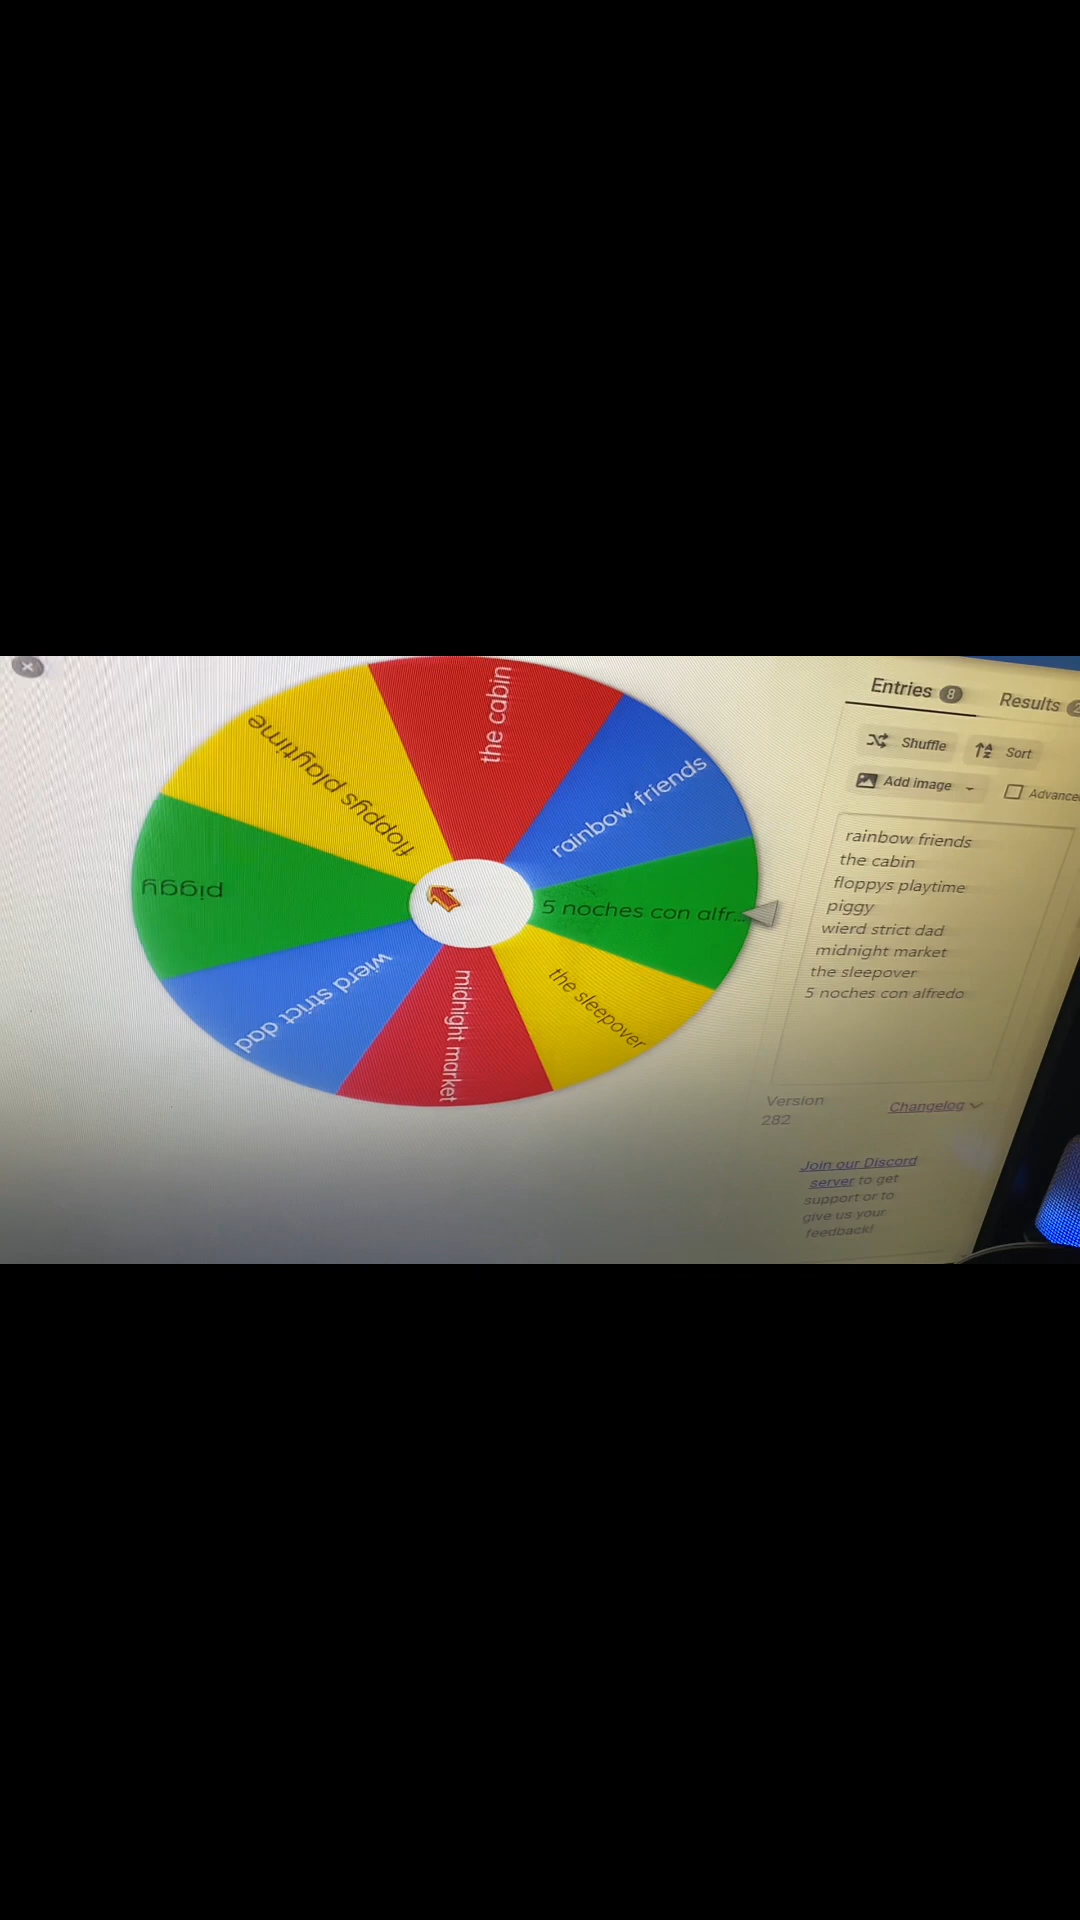 Entries 8 Results
Shuffle Sort
Add image
rainbow friends
the cabin
floppys playtime
piggy
wierd strict dad
midnight market
the sleepover
5 noches con alfredo
Version
282
Changelog
Join our Discord
server to get
support or to
give us your
feedback!
the cabin
rainbow friends
5 noches con alfr...
the sleepover
midnight market
wierd strict dad
piggy
floppys playtime